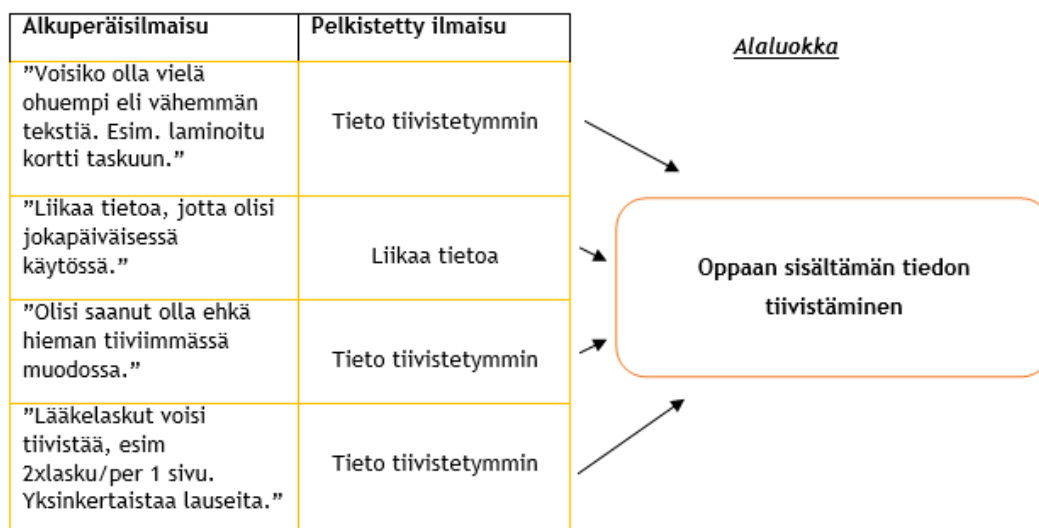 Alkuperäisilmaisu
Pelkistetty ilmaisu
Alaluokka
”Voisiko olla vielä
ohuempi eli vähemmän
tekstiä. Esim. laminoitu
kortti taskuun.”
Tieto tiivistetymmin
”Liikaa tietoa, jotta olisi
jokapäiväisessä
käytössä.”
Liikaa tietoa
”Olisi saanut olla ehkä
hieman tiiviimmässä
muodossa.”
Tieto tiivistetymmin
”Lääkelaskut voisi
tiivistää, esim
2xlasku/per 1 sivu.
Yksinkertaistaa lauseita.”
Tieto tiivistetymmin
Oppaan sisältämän tiedon
tiivistäminen